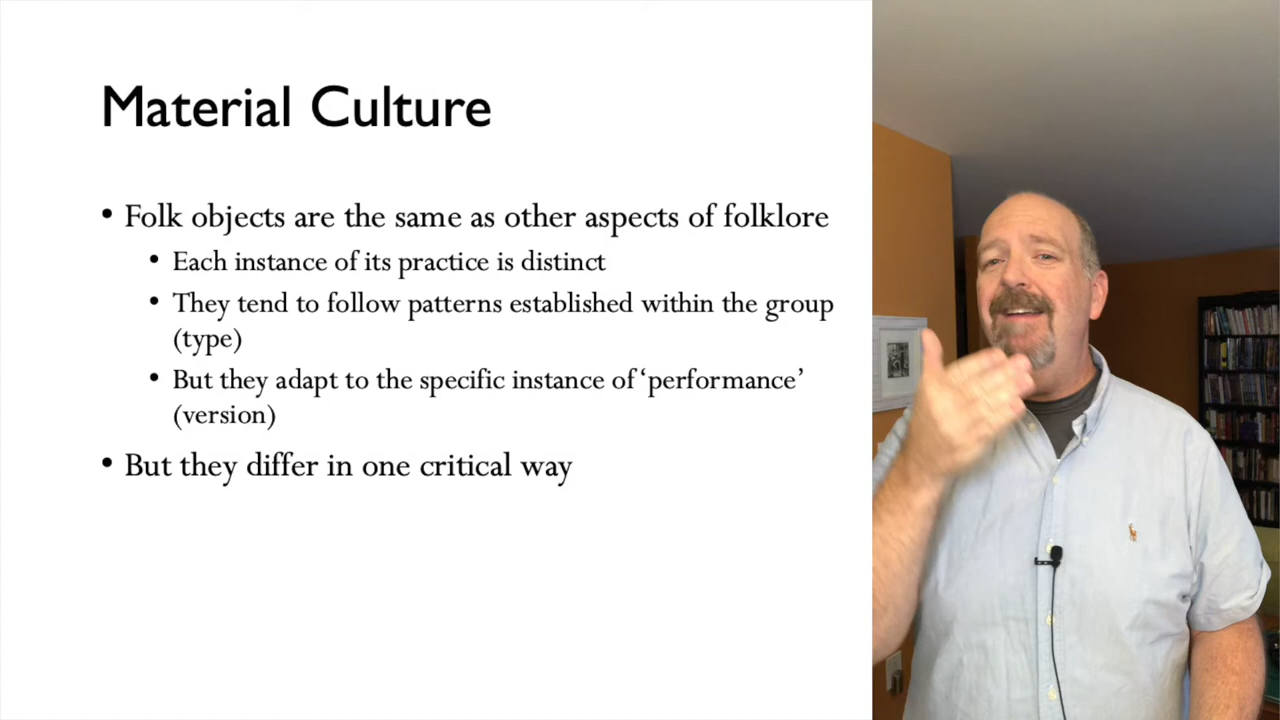 Material Culture
• Folk objects are the same as other aspects of folklore
• Each instance of its practice is distinct
• They tend to follow patterns established within the group
(type)
• But they adapt to the specific instance of ‘performance’
(version)
• But they differ in one critical way